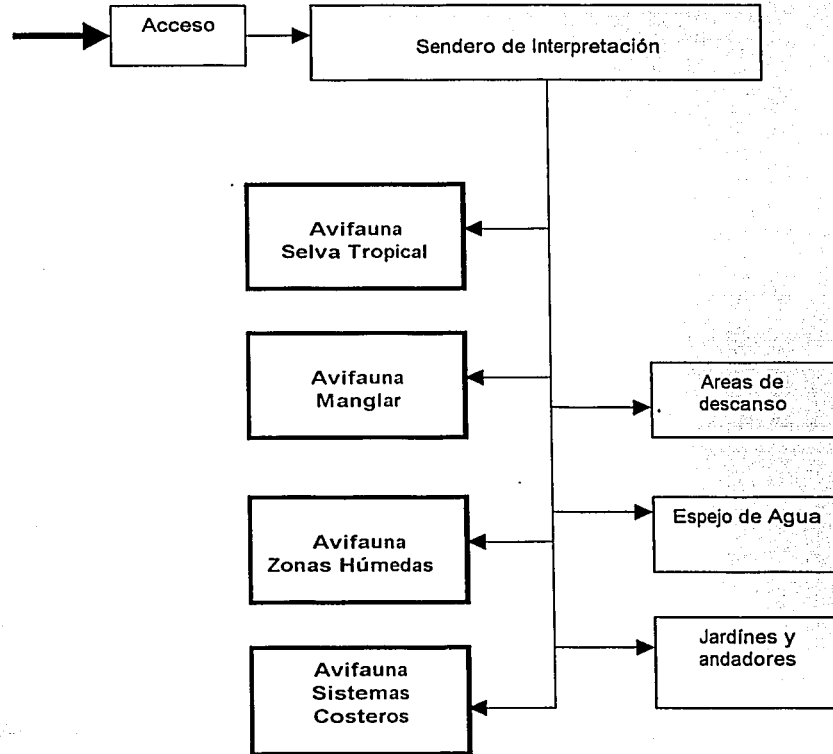 Acceso
Sendero de Interpretación
Avifauna
Selva Tropical
Avifauna
Manglar
Areas de
descanso
Avifauna
Zonas Húmedas
Espejo de Agua
Avifauna
Sistemas
Costeros
Jardínes y
andadores